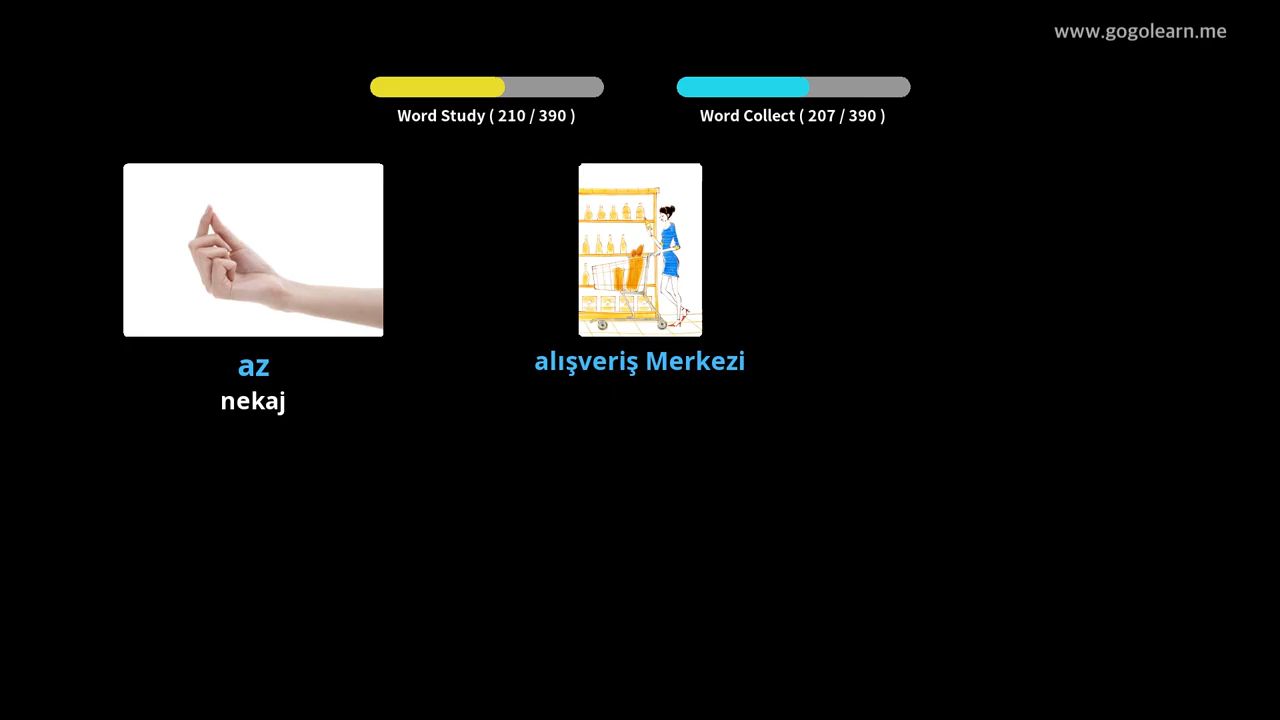 www.gogolearn.me
Word Study ( 210 / 390 )
Word Collect ( 207 / 390 )
az
nekaj
alışveriş Merkezi